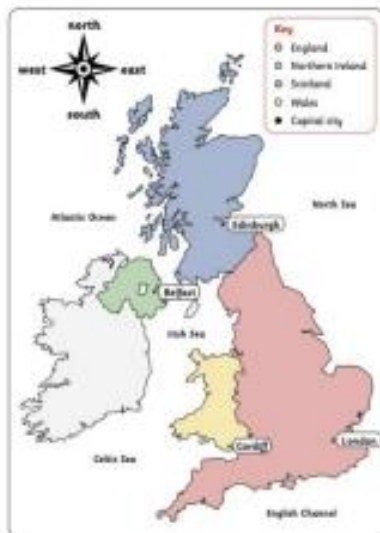 north
west
east
south
Key
England
Northern Ireland
Scotland
Wales
Capital city
Atlantic Ocean
North Sea
Edinburgh
Belfast
Irish Sea
Celtic Sea
Cardiff
London
English Channel